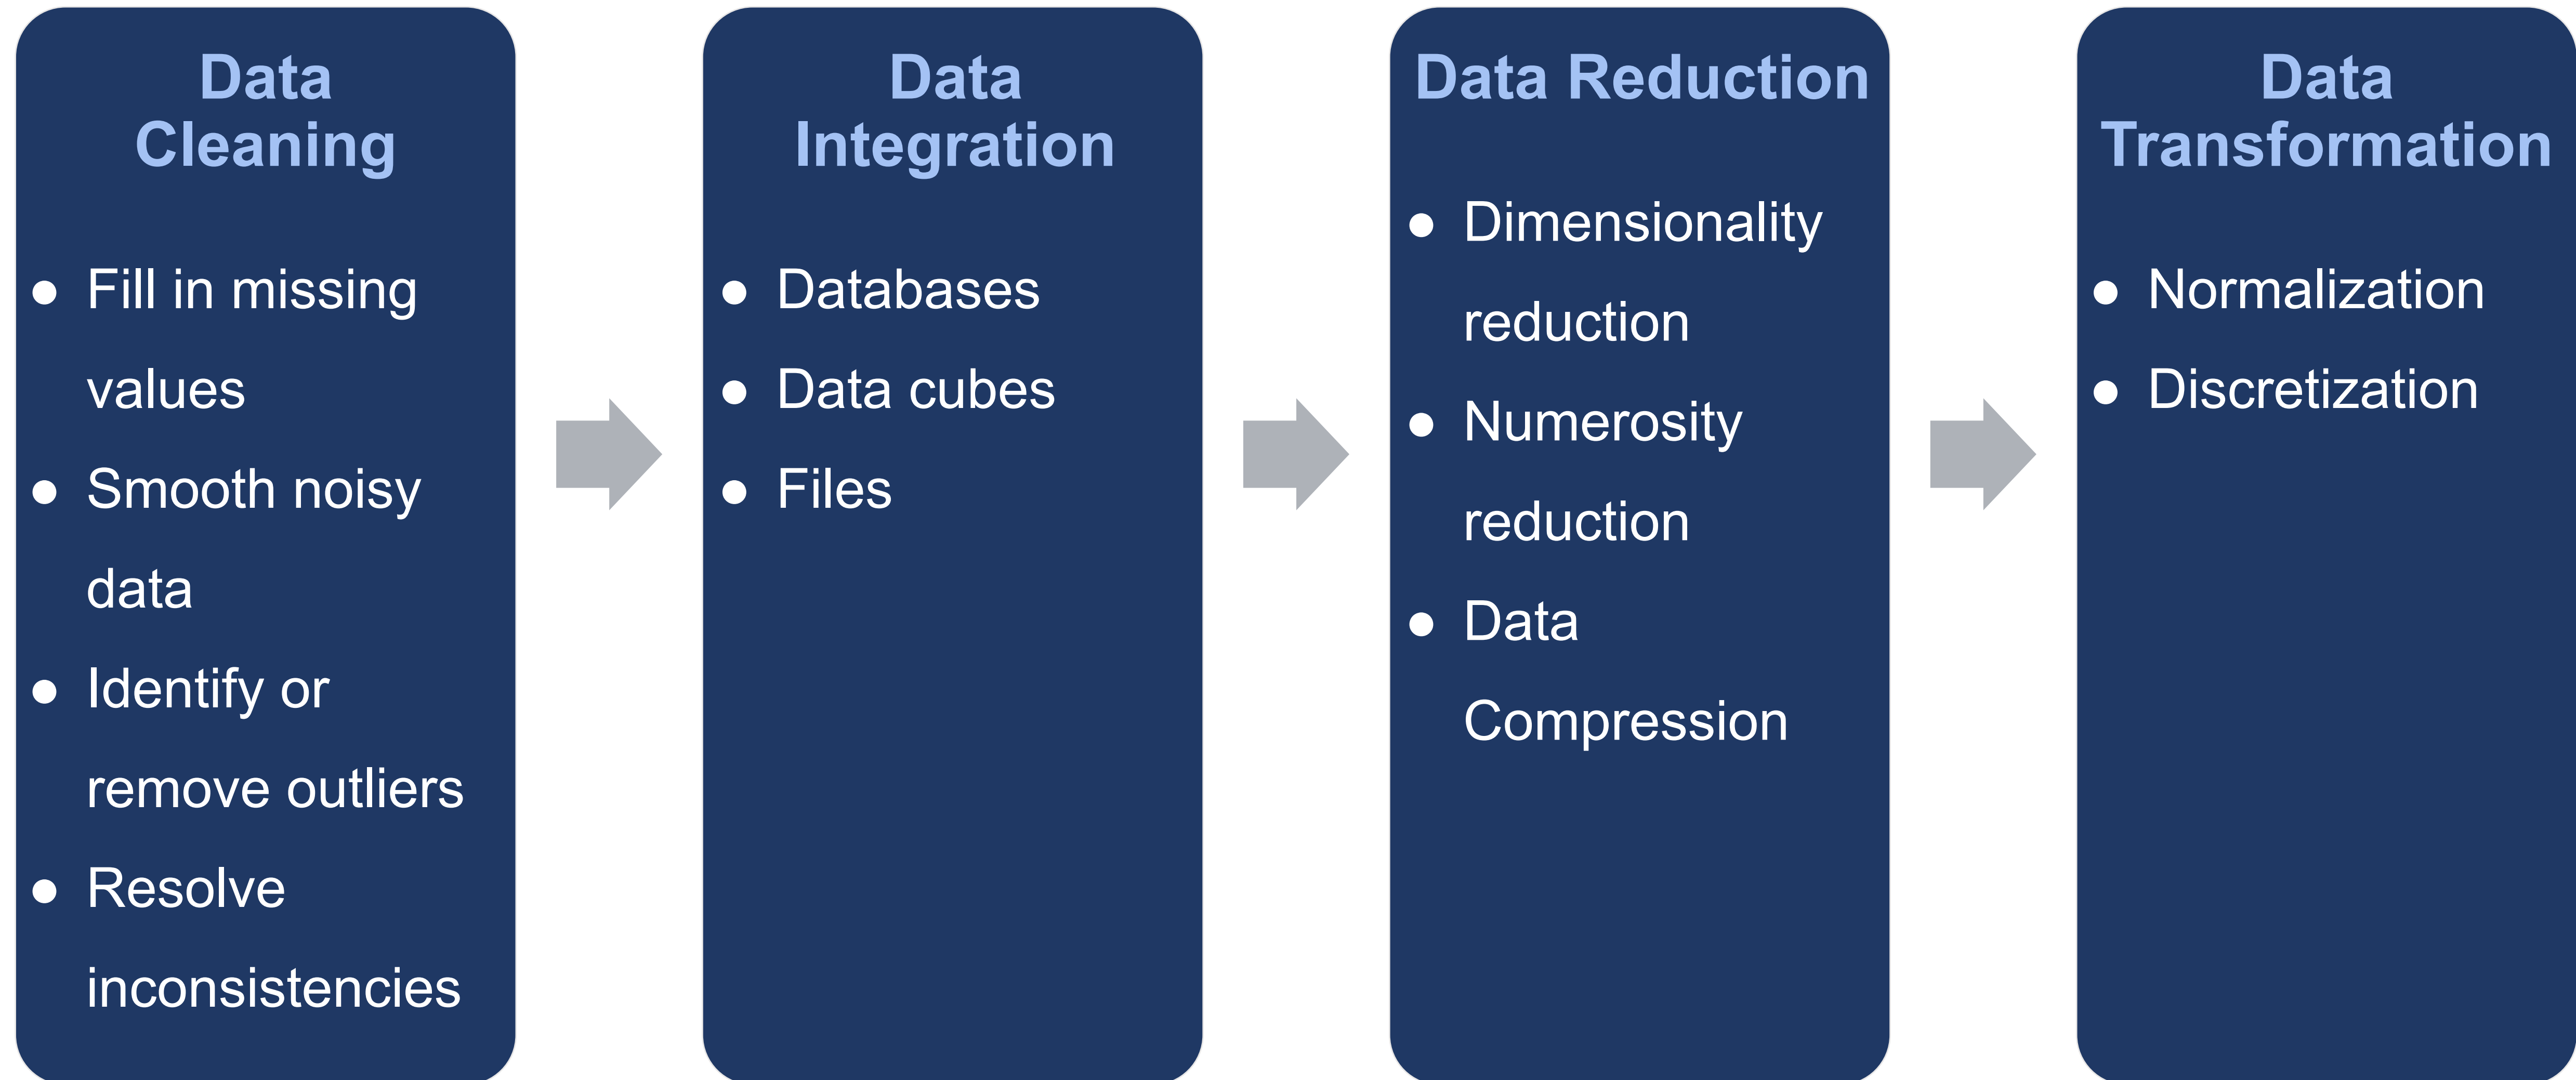 Data
Cleaning
● Fill in missing
values
● Smooth noisy
data
● Identify or
remove outliers
● Resolve
inconsistencies
Data
Integration
● Databases
● Data cubes
● Files
Data Reduction
● Dimensionality
reduction
● Numerosity
reduction
● Data
Compression
Data
Transformation
● Normalization
● Discretization